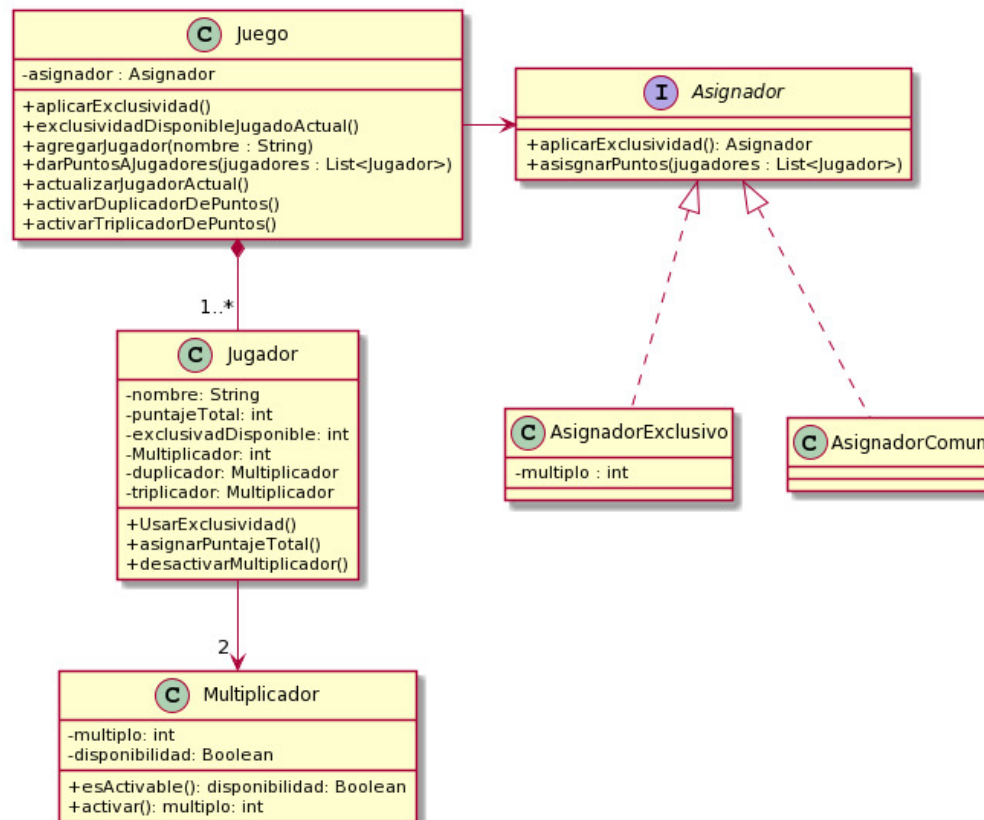 C Juego
-asignador : Asignador
+aplicarExclusividad()
+exclusividadDisponibleJugadoActual()
+agregarJugador(nombre : String)
+darPuntosAJugadores(jugadores : List<Jugador>)
+actualizarJugadorActual()
+activarDuplicadorDePuntos()
+activarTriplicadorDePuntos()
I Asignador
+aplicarExclusividad(): Asignador
+asisgnarPuntos(jugadores : List<Jugador>)
1..*
C Jugador
-nombre: String
-puntajeTotal: int
-exclusivadDisponible: int
-Multiplicador: int
-duplicador: Multiplicador
-triplicador: Multiplicador
+UsarExclusividad()
+asignarPuntajeTotal()
+desactivarMultiplicador()
C AsignadorExclusivo
-multiplo : int
C AsignadorComun
2
C Multiplicador
-multiplo: int
-disponibilidad: Boolean
+esActivable(): disponibilidad: Boolean
+activar(): multiplo: int